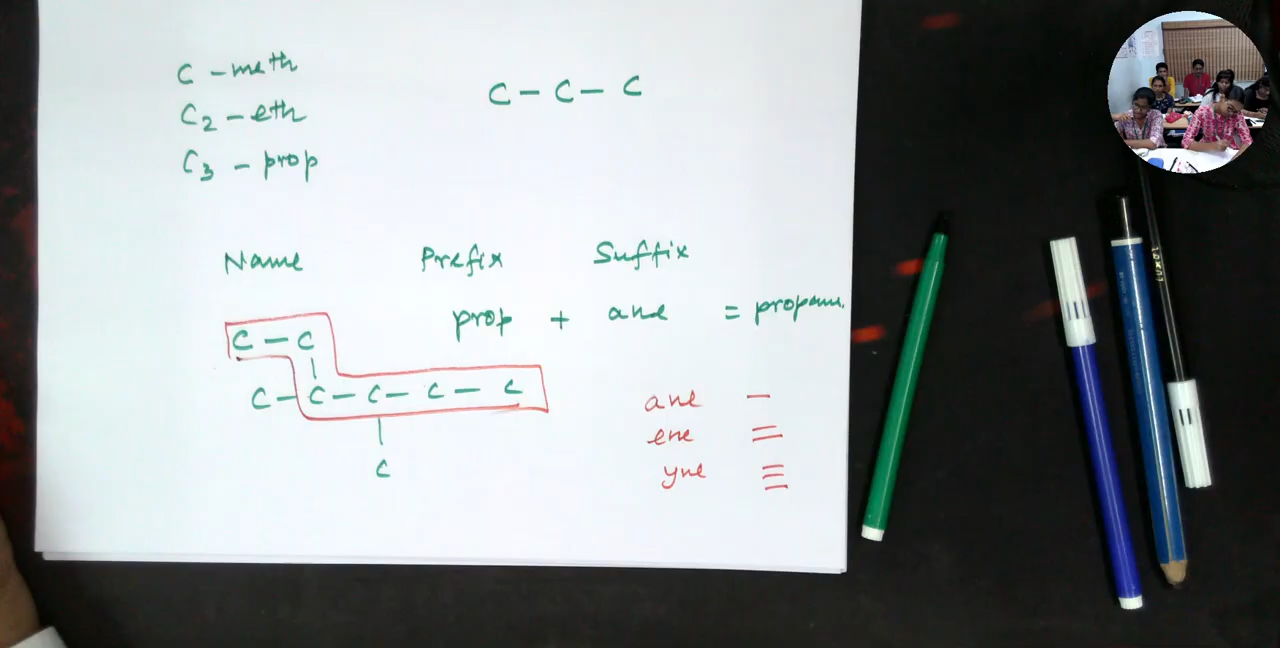 C - meth
C2 - eth
C3 - prop
C - C - C
Name Prefix Suffix
prop + ane = propane.
C - C
C - C - C - C - C
C
ane —
ene =
yne ≡